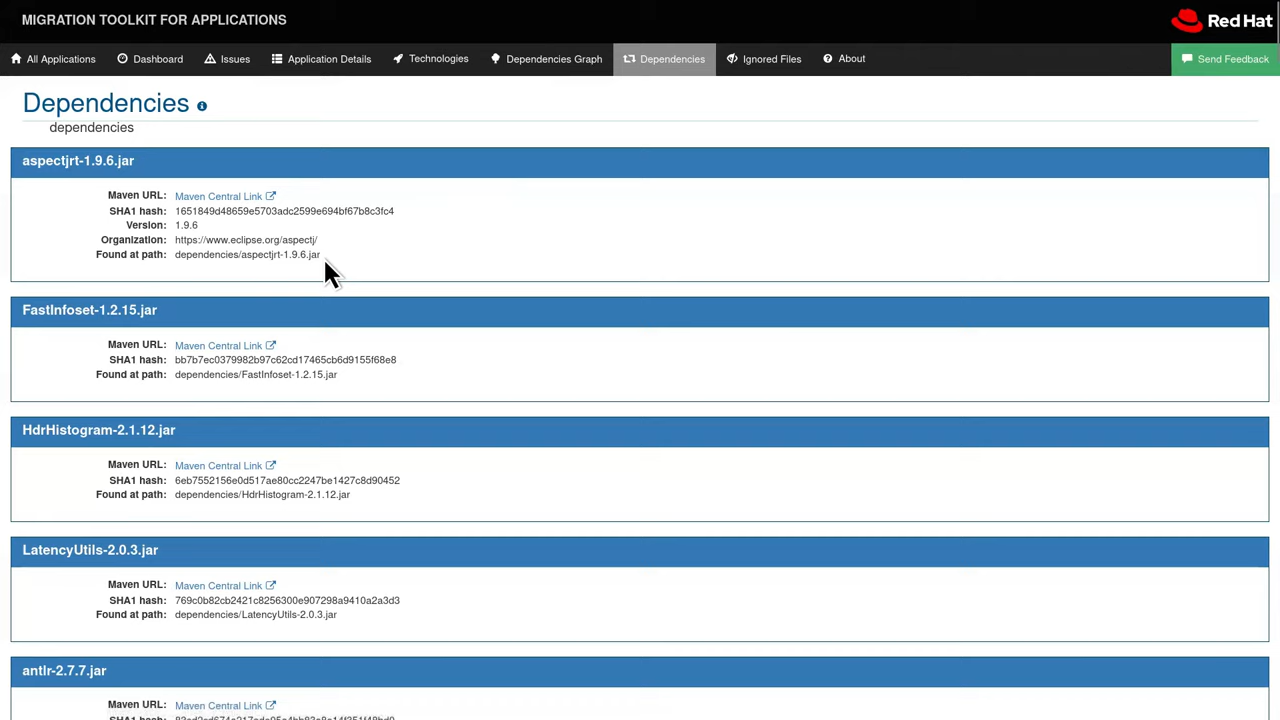 MIGRATION TOOLKIT FOR APPLICATIONS
Red Hat
All Applications Dashboard Issues Application Details Technologies Dependencies Graph Dependencies Ignored Files About Send Feedback
Dependencies
dependencies
aspectjrt-1.9.6.jar
Maven URL: Maven Central Link
SHA1 hash: 1651849d48659e5703adc2599e694bf67b8c3fc4
Version: 1.9.6
Organization: https://www.eclipse.org/aspectj/
Found at path: dependencies/aspectjrt-1.9.6.jar
FastInfoset-1.2.15.jar
Maven URL: Maven Central Link
SHA1 hash: bb7b7ec0379982b97c62cd17465cb6d9155f68e8
Found at path: dependencies/FastInfoset-1.2.15.jar
HdrHistogram-2.1.12.jar
Maven URL: Maven Central Link
SHA1 hash: 6eb7552156e0d517ae80cc2247be1427c8d90452
Found at path: dependencies/HdrHistogram-2.1.12.jar
LatencyUtils-2.0.3.jar
Maven URL: Maven Central Link
SHA1 hash: 769c0b82cb2421c8256300e907298a9410a2a3d3
Found at path: dependencies/LatencyUtils-2.0.3.jar
antlr-2.7.7.jar
Maven URL: Maven Central Link
SHA1 hash: